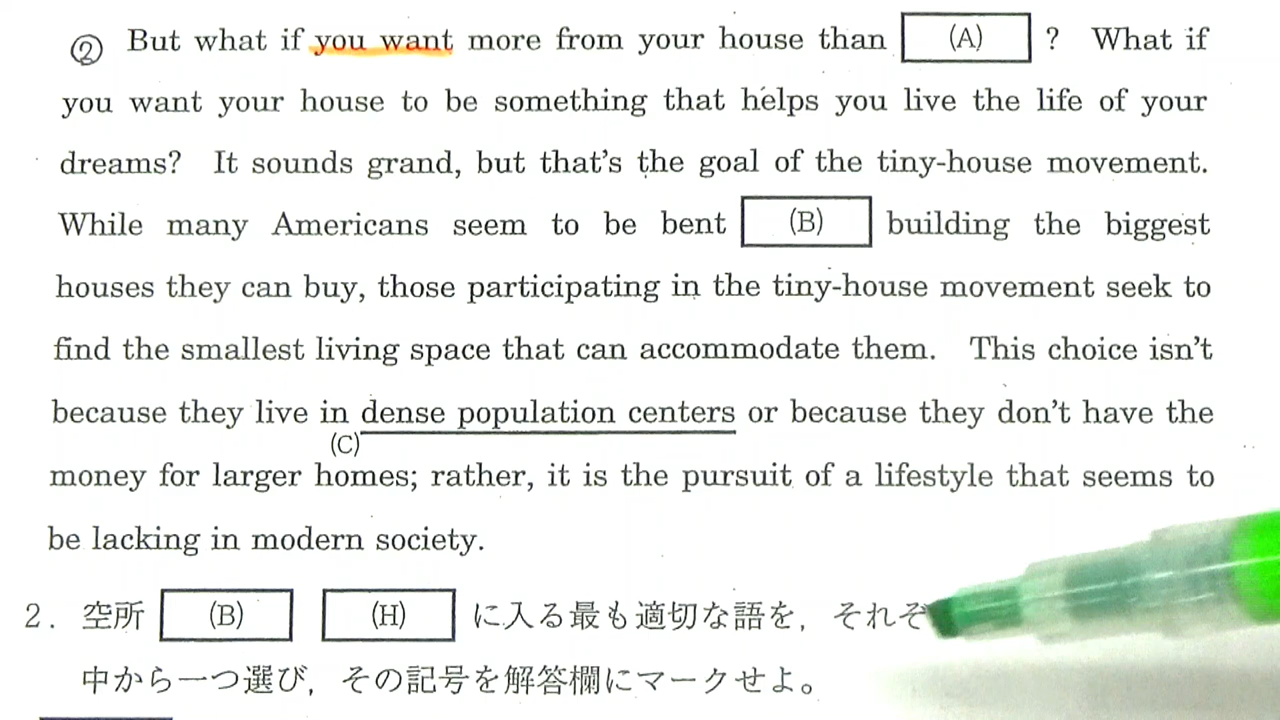 ② But what if you want more from your house than (A) ? What if
you want your house to be something that helps you live the life of your
dreams? It sounds grand, but that's the goal of the tiny-house movement.
While many Americans seem to be bent (B) building the biggest
houses they can buy, those participating in the tiny-house movement seek to
find the smallest living space that can accommodate them. This choice isn't
because they live in dense population centers or because they don't have the
(C)
money for larger homes; rather, it is the pursuit of a lifestyle that seems to
be lacking in modern society.
2. 空所 (B) (H) に入る最も適切な語を，それぞ
中から一つ選び，その記号を解答欄にマークせよ。